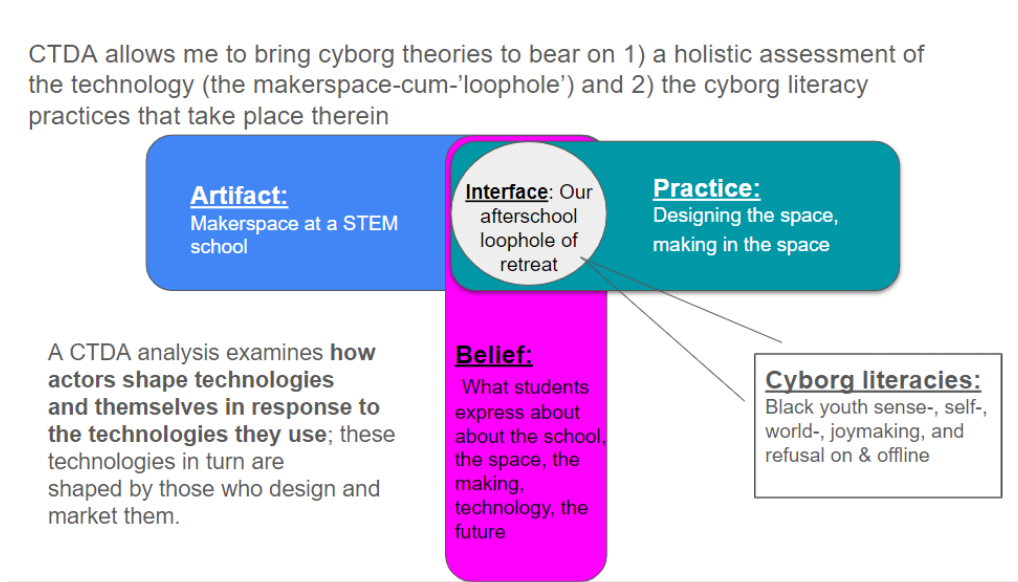 CTDA allows me to bring cyborg theories to bear on 1) a holistic assessment of
the technology (the makerspace-cum-’loophole’) and 2) the cyborg literacy
practices that take place therein
Artifact:
Makerspace at a STEM
school
Interface: Our
afterschool
loophole of
retreat
Practice:
Designing the space,
making in the space
A CTDA analysis examines how
actors shape technologies
and themselves in response to
the technologies they use; these
technologies in turn are
shaped by those who design and
market them.
Belief:
What students
express about
about the school,
the space, the
making,
technology, the
future
Cyborg literacies:
Black youth sense-, self-,
world-, joymaking, and
refusal on & offline